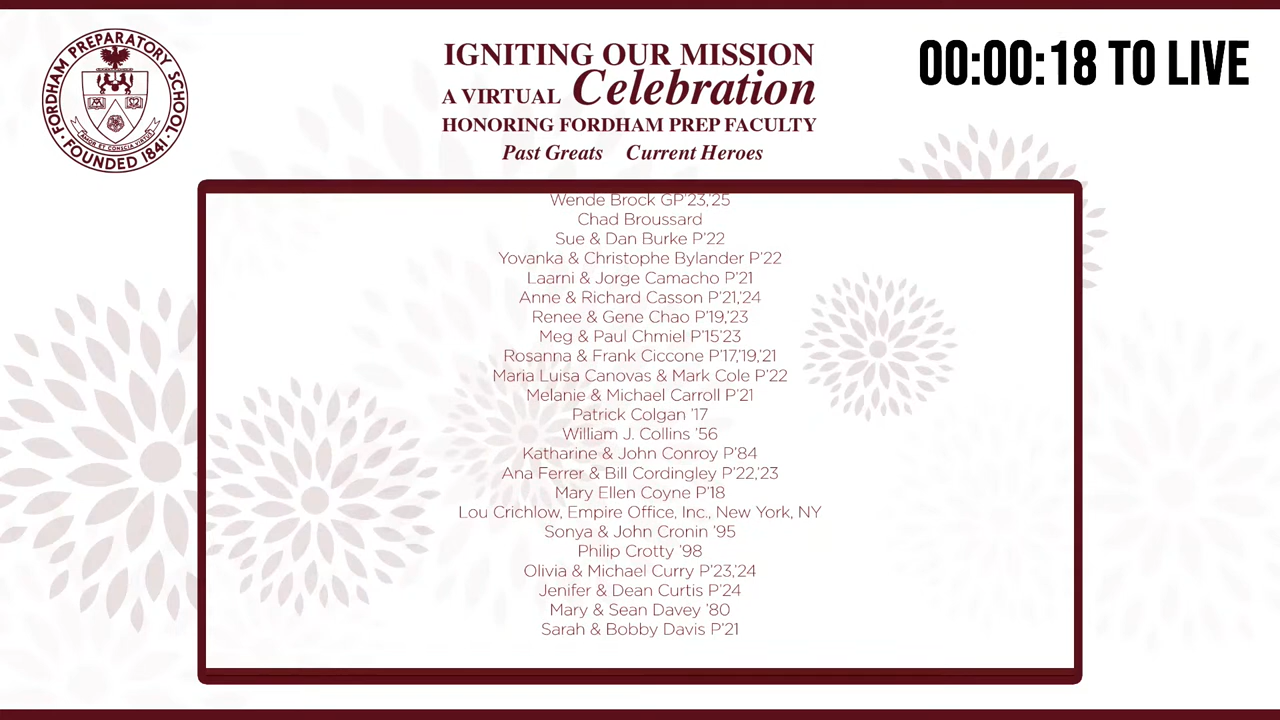 FORDHAM PREPARATORY SCHOOL
FOUNDED 1841
IGNITING OUR MISSION
A VIRTUAL Celebration
HONORING FORDHAM PREP FACULTY
Past Greats Current Heroes
00:00:18 TO LIVE
Wende Brock GP'23,'25
Chad Broussard
Sue & Dan Burke P'22
Yovanka & Christophe Bylander P'22
Laarni & Jorge Camacho P'21
Anne & Richard Casson P'21,'24
Renee & Gene Chao P'19,'23
Meg & Paul Chmiel P'15'23
Rosanna & Frank Ciccone P'17,'19,'21
Maria Luisa Canovas & Mark Cole P'22
Melanie & Michael Carroll P'21
Patrick Colgan '17
William J. Collins '56
Katharine & John Conroy P'84
Ana Ferrer & Bill Cordingley P'22,'23
Mary Ellen Coyne P'18
Lou Crichlow, Empire Office, Inc., New York, NY
Sonya & John Cronin '95
Philip Crotty '98
Olivia & Michael Curry P'23,'24
Jenifer & Dean Curtis P'24
Mary & Sean Davey '80
Sarah & Bobby Davis P'21